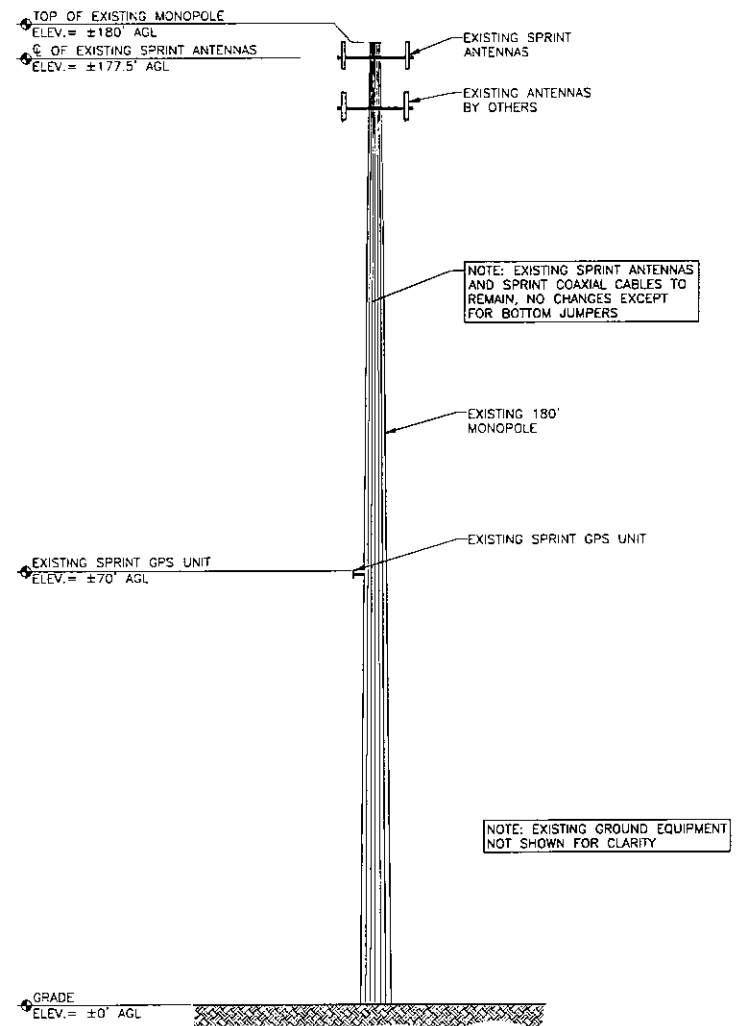 TOP OF EXISTING MONOPOLE
ELEV.= ±180' AGL
℄ OF EXISTING SPRINT ANTENNAS
ELEV.= ±177.5' AGL
EXISTING SPRINT
ANTENNAS
EXISTING ANTENNAS
BY OTHERS
NOTE: EXISTING SPRINT ANTENNAS
AND SPRINT COAXIAL CABLES TO
REMAIN, NO CHANGES EXCEPT
FOR BOTTOM JUMPERS
EXISTING 180'
MONOPOLE
EXISTING SPRINT GPS UNIT
EXISTING SPRINT GPS UNIT
ELEV.= ±70' AGL
NOTE: EXISTING GROUND EQUIPMENT
NOT SHOWN FOR CLARITY
GRADE
ELEV.= ±0' AGL